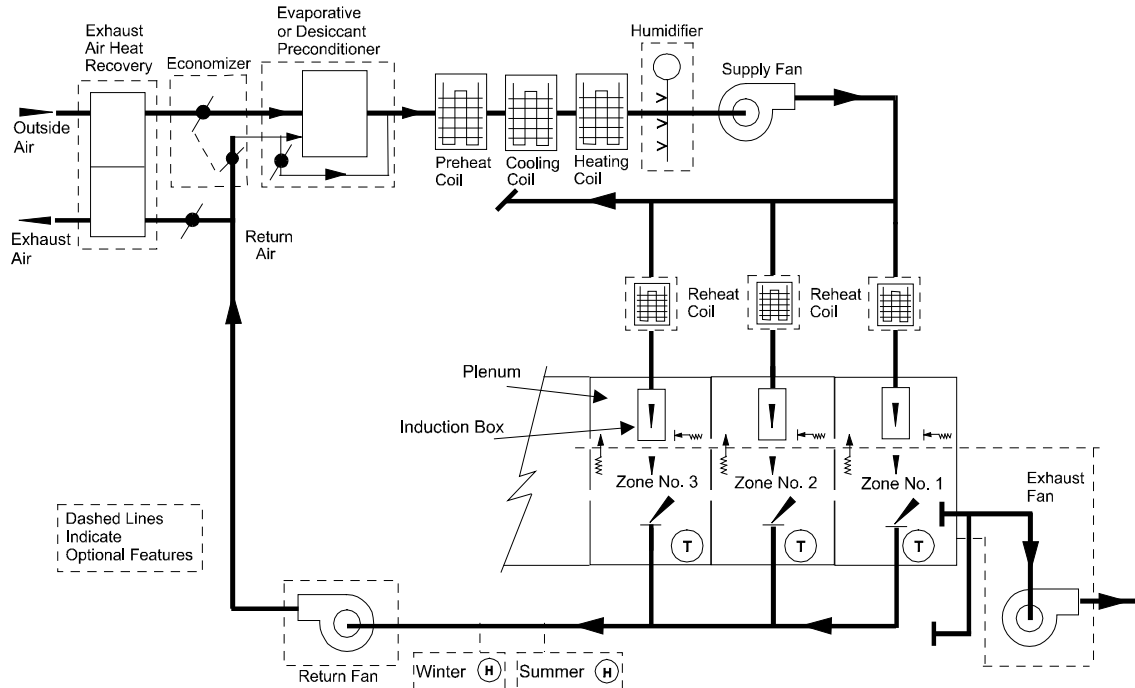 Exhaust
Air Heat
Recovery
Economizer
Evaporative
or Desiccant
Preconditioner
Humidifier
Supply Fan
Outside
Air
Preheat
Coil
Cooling
Coil
Heating
Coil
Exhaust
Air
Return
Air
Reheat
Coil
Reheat
Coil
Plenum
Induction Box
Zone No. 3
Zone No. 2
Zone No. 1
Exhaust
Fan
T
T
T
Dashed Lines
Indicate
Optional Features
Return Fan
Winter H
Summer H